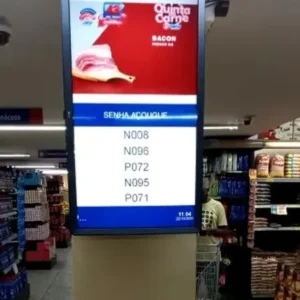 Quinta
Carne
BACON
SENHA AÇOUGUE
N008
N096
P072
N095
P071
11:54